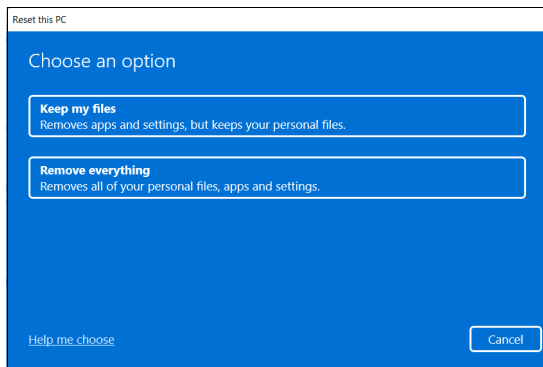 Reset this PC
Choose an option
Keep my files
Removes apps and settings, but keeps your personal files.
Remove everything
Removes all of your personal files, apps and settings.
Help me choose
Cancel